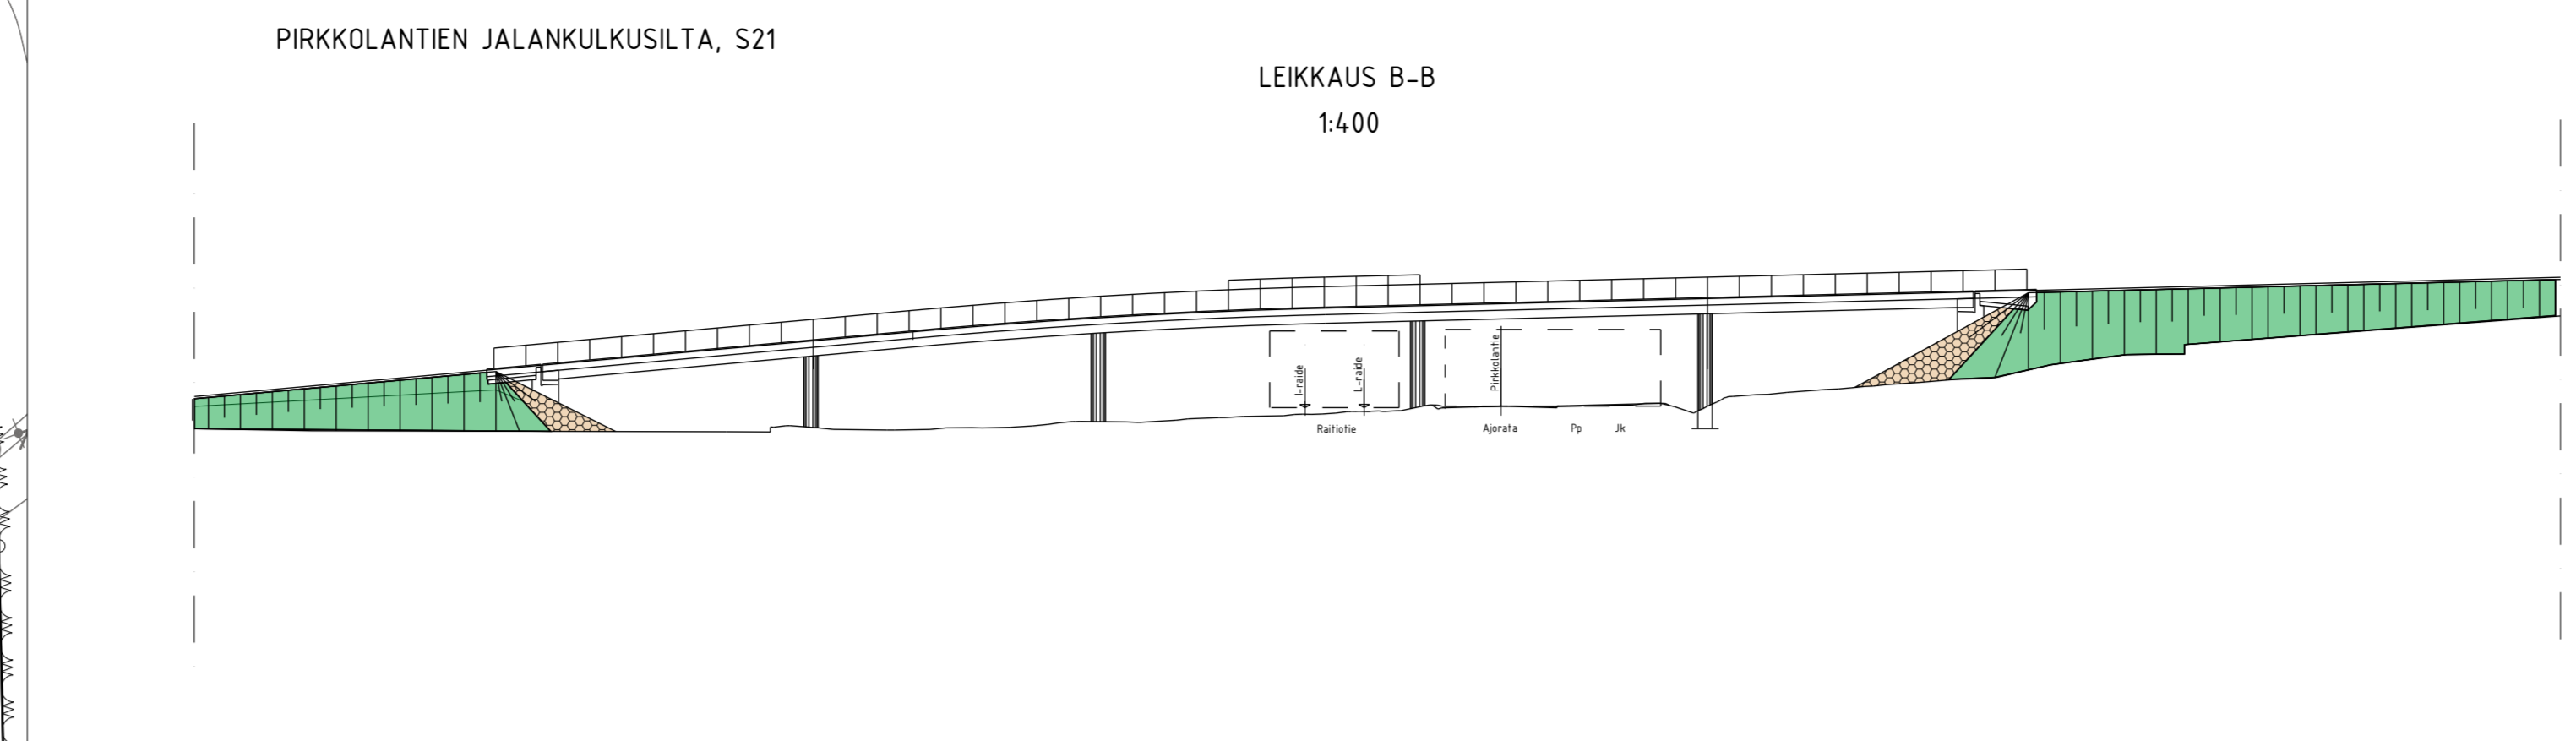 PIRKKOLANTIEN JALANKULKUSILTA, S21
LEIKKAUS B-B
1:400
I-raide
L-raide
Pirkkolantie
Raitiotie
Ajorata
Pp
Jk